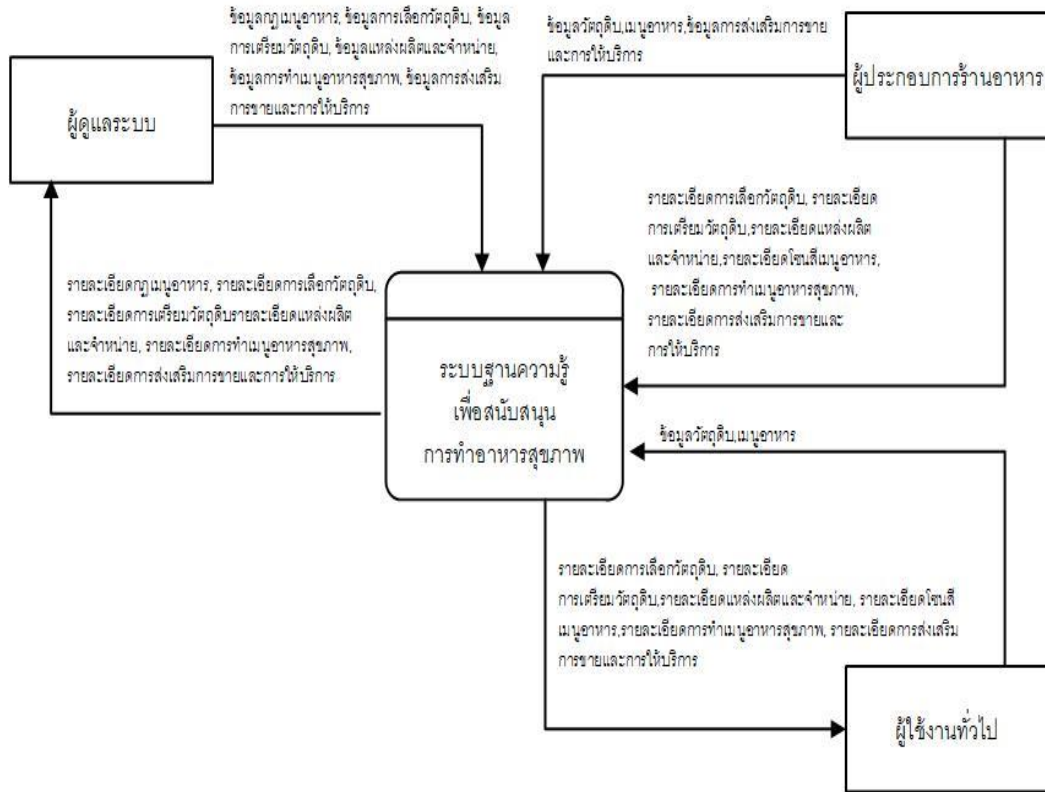 ข้อมูลกฎเมนูอาหาร, ข้อมูลการเลือกวัตถุดิบ, ข้อมูล
การเตรียมวัตถุดิบ, ข้อมูลแหล่งผลิตและจำหน่าย,
ข้อมูลการทำเมนูอาหารสุขภาพ, ข้อมูลการส่งเสริม
การขายและการให้บริการ
ข้อมูลวัตถุดิบ,เมนูอาหาร,ข้อมูลการส่งเสริมการขาย
และการให้บริการ
ผู้ประกอบการร้านอาหาร
ผู้ดูแลระบบ
รายละเอียดการเลือกวัตถุดิบ, รายละเอียด
การเตรียมวัตถุดิบ,รายละเอียดแหล่งผลิต
และจำหน่าย,รายละเอียดโซนสีเมนูอาหาร,
รายละเอียดการทำเมนูอาหารสุขภาพ,
รายละเอียดการส่งเสริมการขายและ
การให้บริการ
รายละเอียดกฎเมนูอาหาร, รายละเอียดการเลือกวัตถุดิบ,
รายละเอียดการเตรียมวัตถุดิบรายละเอียดแหล่งผลิต
และจำหน่าย, รายละเอียดการทำเมนูอาหารสุขภาพ,
รายละเอียดการส่งเสริมการขายและการให้บริการ
ระบบฐานความรู้
เพื่อสนับสนุน
การทำอาหารสุขภาพ
ข้อมูลวัตถุดิบ,เมนูอาหาร
รายละเอียดการเลือกวัตถุดิบ, รายละเอียด
การเตรียมวัตถุดิบ,รายละเอียดแหล่งผลิตและจำหน่าย, รายละเอียดโซนสี
เมนูอาหาร,รายละเอียดการทำเมนูอาหารสุขภาพ, รายละเอียดการส่งเสริม
การขายและการให้บริการ
ผู้ใช้งานทั่วไป